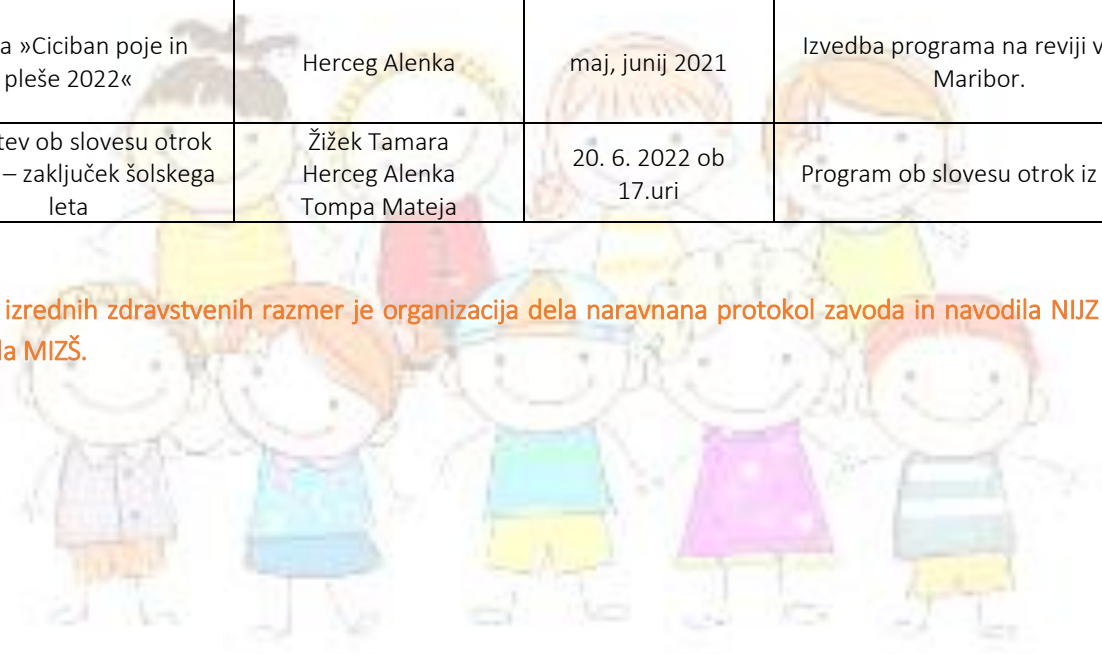 a »Ciciban poje in
pleše 2022«
Herceg Alenka
maj, junij 2021
Izvedba programa na reviji v
Maribor.
tev ob slovesu otrok
– zaključek šolskega
leta
Žižek Tamara
Herceg Alenka
Tompa Mateja
20. 6. 2022 ob
17.uri
Program ob slovesu otrok iz
izrednih zdravstvenih razmer je organizacija dela naravnana protokol zavoda in navodila NIJZ
la MIZŠ.